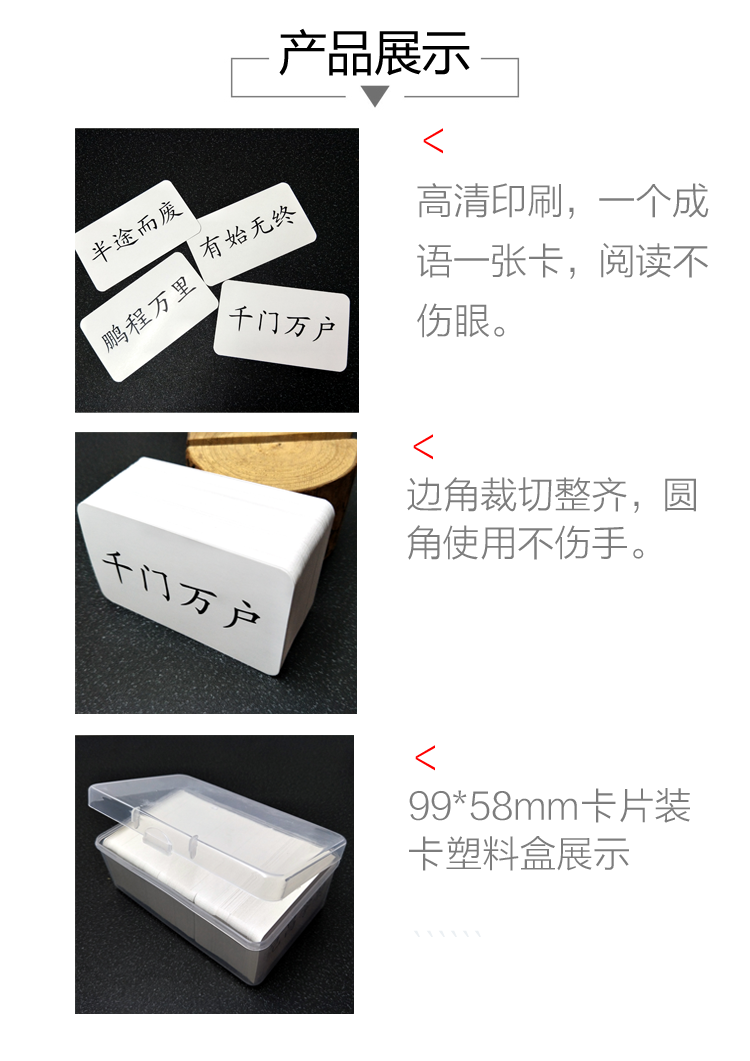 产品展示
<
半途而废
有始无终
鹏程万里
千门万户
高清印刷，一个成
语一张卡，阅读不
伤眼。
<
千门万户
边角裁切整齐，圆
角使用不伤手。
<
99*58mm卡片装
卡塑料盒展示
、、、、、、